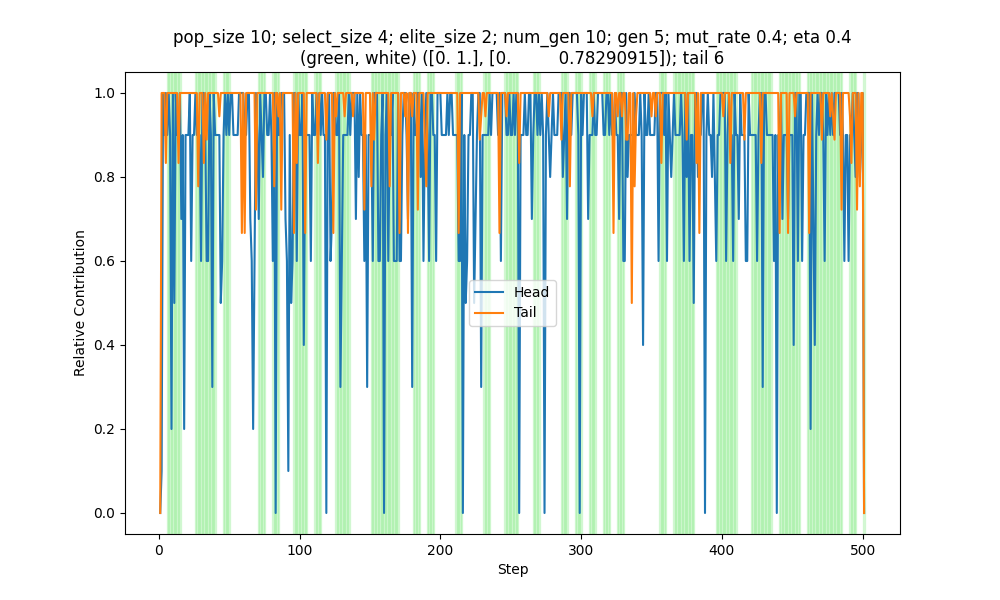 pop_size 10; select_size 4; elite_size 2; num_gen 10; gen 5; mut_rate 0.4; eta 0.4
(green, white) ([0. 1.], [0.          0.78290915]); tail 6
1.0
0.8
0.6
0.4
0.2
0.0
Relative Contribution
Head
Tail
0
100
200
300
400
500
Step